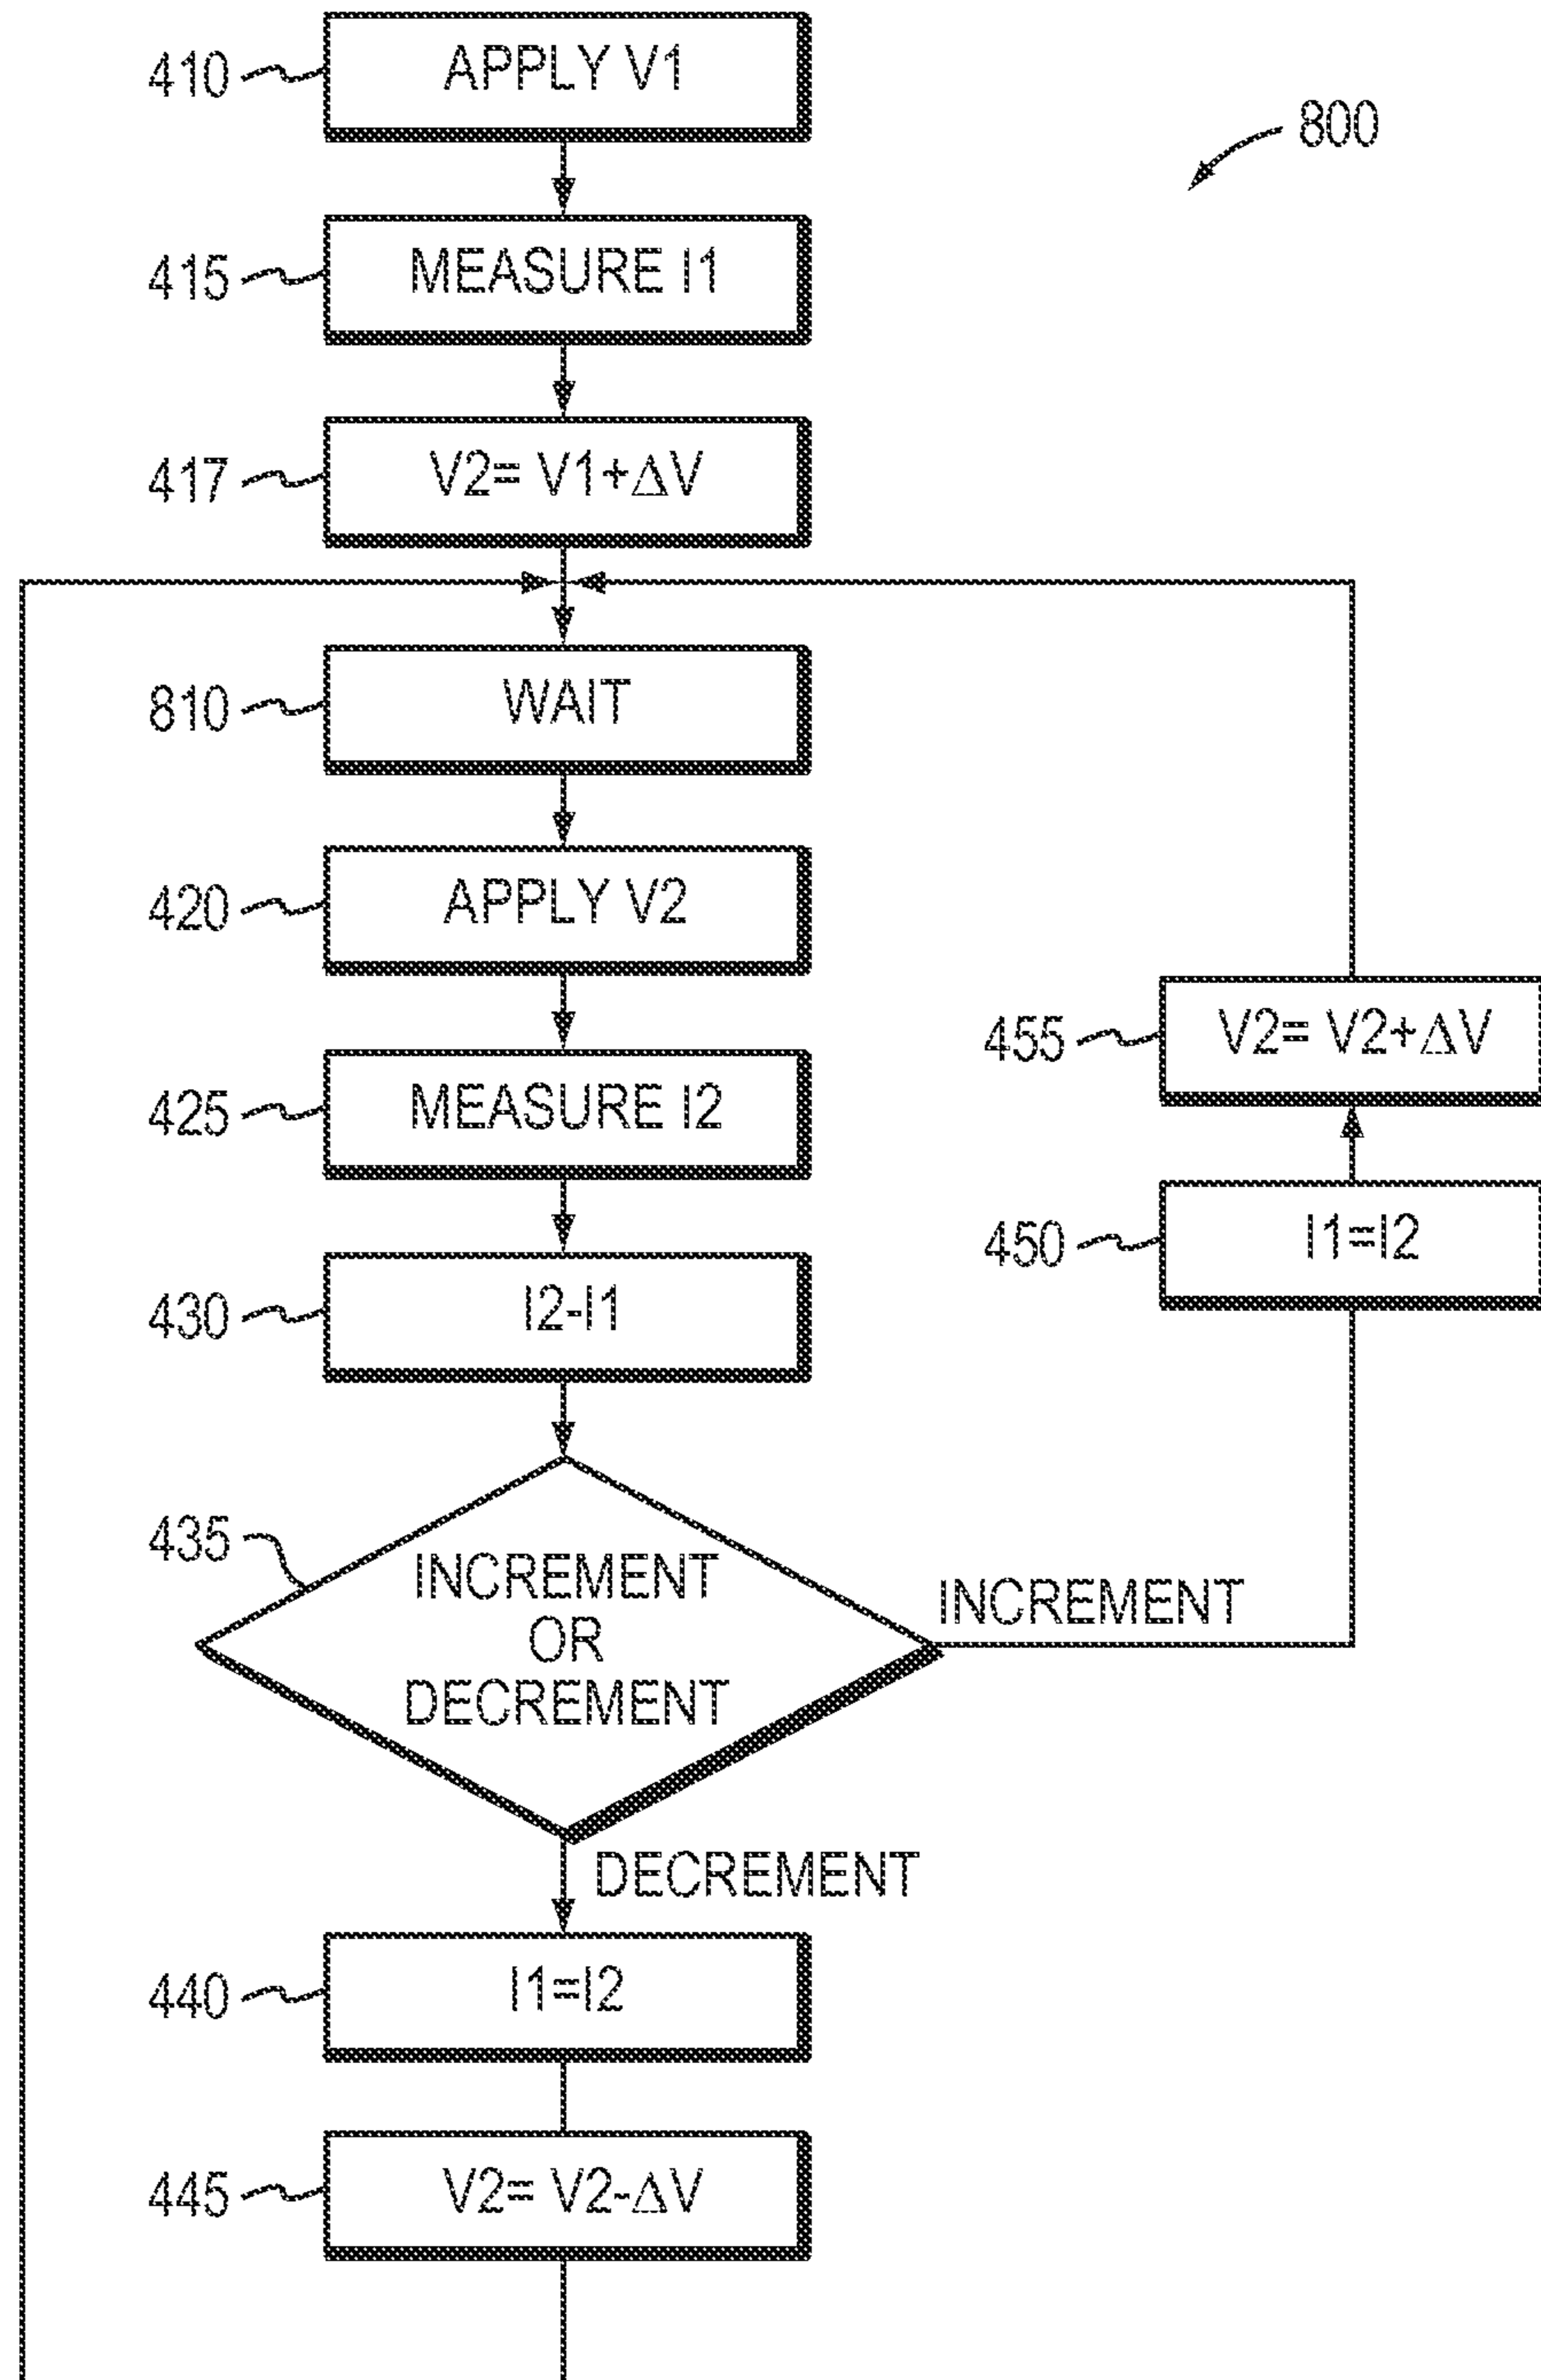 410
APPLY V1
800
415
MEASURE I1
417
V2= V1+ΔV
810
WAIT
420
APPLY V2
455
V2= V2+ΔV
425
MEASURE I2
450
I1=I2
430
I2-I1
435
INCREMENT
OR
DECREMENT
INCREMENT
DECREMENT
440
I1=I2
445
V2= V2-ΔV